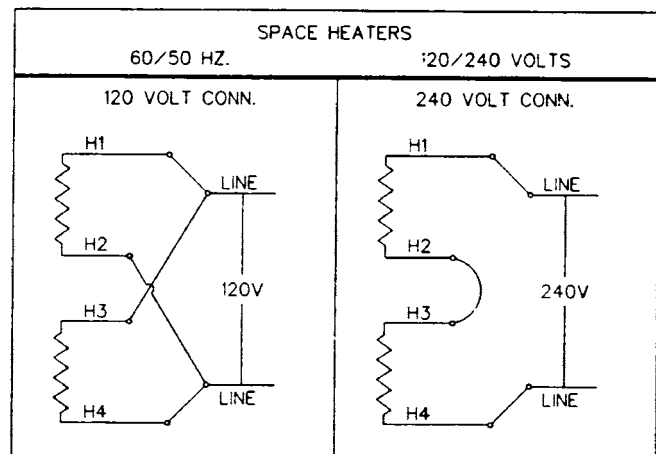 SPACE HEATERS
60/50 HZ. 120/240 VOLTS
120 VOLT CONN.
H1
LINE
H2
120V
H3
H4
LINE
240 VOLT CONN.
H1
LINE
H2
240V
H3
H4
LINE